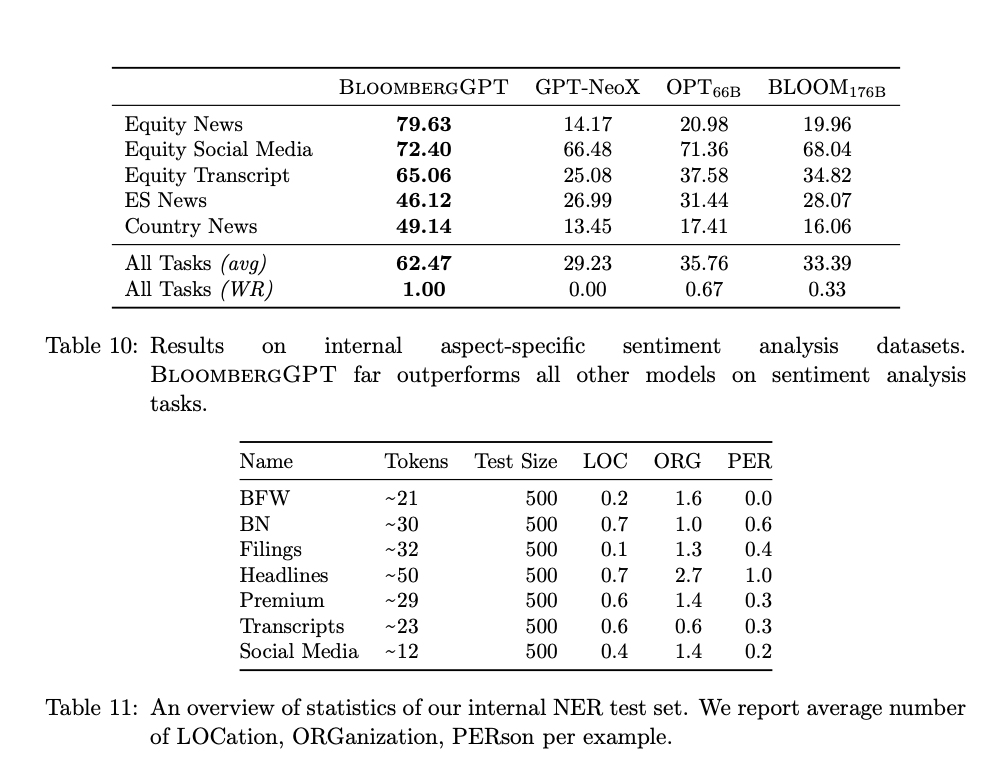 BLOOMBERGGPT GPT-NeoX OPT66B BLOOM176B
Equity News 79.63 14.17 20.98 19.96
Equity Social Media 72.40 66.48 71.36 68.04
Equity Transcript 65.06 25.08 37.58 34.82
ES News 46.12 26.99 31.44 28.07
Country News 49.14 13.45 17.41 16.06
All Tasks (avg) 62.47 29.23 35.76 33.39
All Tasks (WR) 1.00 0.00 0.67 0.33
Table 10: Results on internal aspect-specific sentiment analysis datasets.
BLOOMBERGGPT far outperforms all other models on sentiment analysis
tasks.
Name Tokens Test Size LOC ORG PER
BFW ~21 500 0.2 1.6 0.0
BN ~30 500 0.7 1.0 0.6
Filings ~32 500 0.1 1.3 0.4
Headlines ~50 500 0.7 2.7 1.0
Premium ~29 500 0.6 1.4 0.3
Transcripts ~23 500 0.6 0.6 0.3
Social Media ~12 500 0.4 1.4 0.2
Table 11: An overview of statistics of our internal NER test set. We report average number
of LOCation, ORGanization, PERson per example.